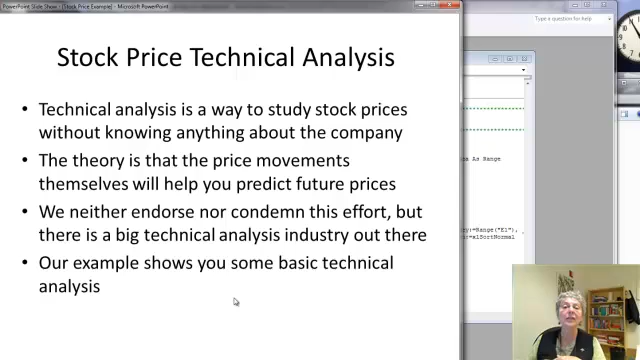 PowerPoint Slide Show - [Stock Price Example] - Microsoft PowerPoint
Type a question for help
Stock Price Technical Analysis
• Technical analysis is a way to study stock prices
without knowing anything about the company
• The theory is that the price movements
themselves will help you predict future prices
• We neither endorse nor condemn this effort, but
there is a big technical analysis industry out there
• Our example shows you some basic technical
analysis
As Range
:=Range("E1"),
:=xlSortNormal